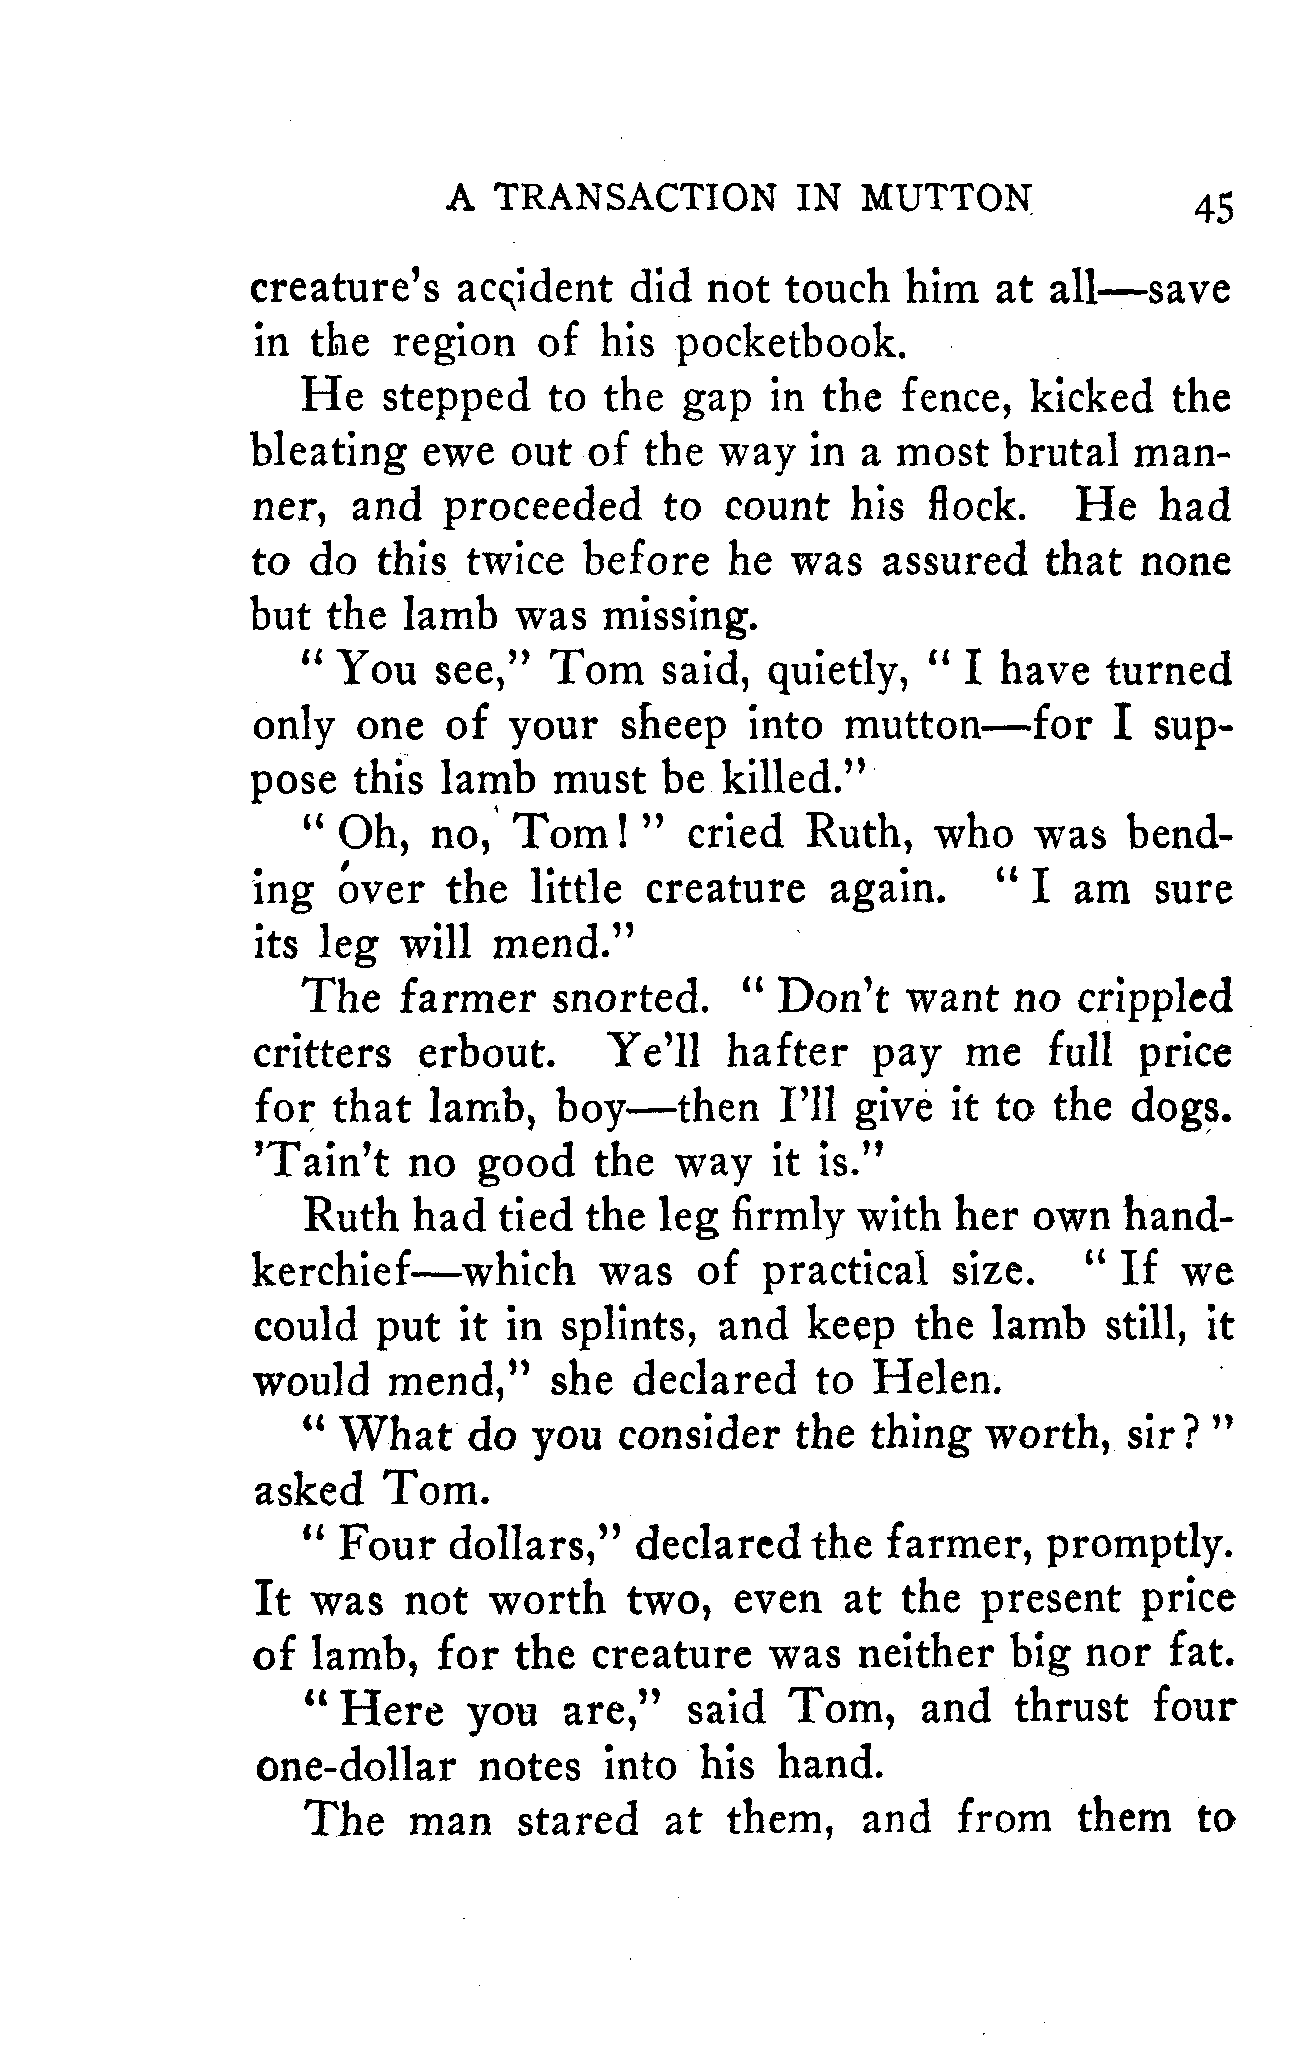 A TRANSACTION IN MUTTON 45
creature's accident did not touch him at all—save
in the region of his pocketbook.
He stepped to the gap in the fence, kicked the
bleating ewe out of the way in a most brutal man-
ner, and proceeded to count his flock. He had
to do this twice before he was assured that none
but the lamb was missing.
" You see," Tom said, quietly, " I have turned
only one of your sheep into mutton—for I sup-
pose this lamb must be killed."
" Oh, no, Tom! " cried Ruth, who was bend-
ing over the little creature again. " I am sure
its leg will mend."
The farmer snorted. " Don't want no crippled
critters erbout. Ye'll hafter pay me full price
for that lamb, boy—then I'll give it to the dogs.
'Tain't no good the way it is."
Ruth had tied the leg firmly with her own hand-
kerchief—which was of practical size. " If we
could put it in splints, and keep the lamb still, it
would mend," she declared to Helen.
" What do you consider the thing worth, sir? "
asked Tom.
" Four dollars," declared the farmer, promptly.
It was not worth two, even at the present price
of lamb, for the creature was neither big nor fat.
" Here you are," said Tom, and thrust four
one-dollar notes into his hand.
The man stared at them, and from them to